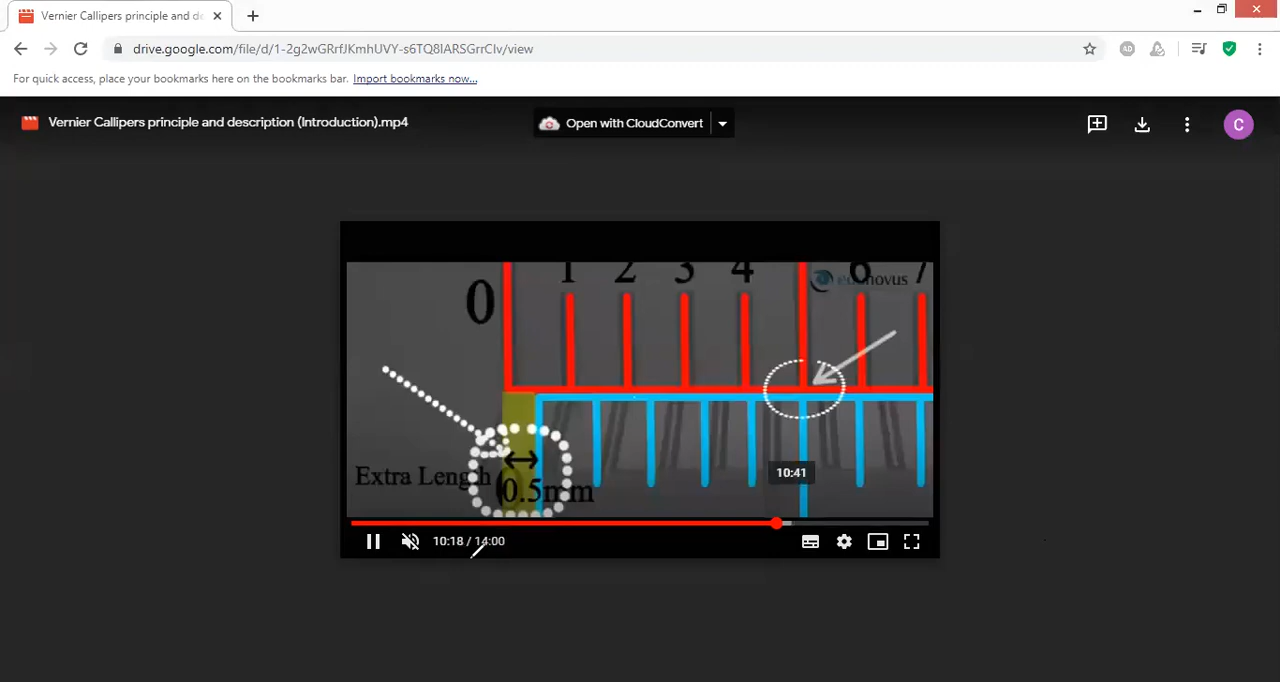 Vernier Callipers principle and de
drive.google.com/file/d/1-2g2wGRrfJKmhUVY-s6TQ8IARSGrrCIv/view
For quick access, place your bookmarks here on the bookmarks bar. Import bookmarks now...
Vernier Callipers principle and description (Introduction).mp4
Open with CloudConvert
C
0 1 2 3 4 6 7
Extra Length
0.5mm
10:41
10:18 / 14:00